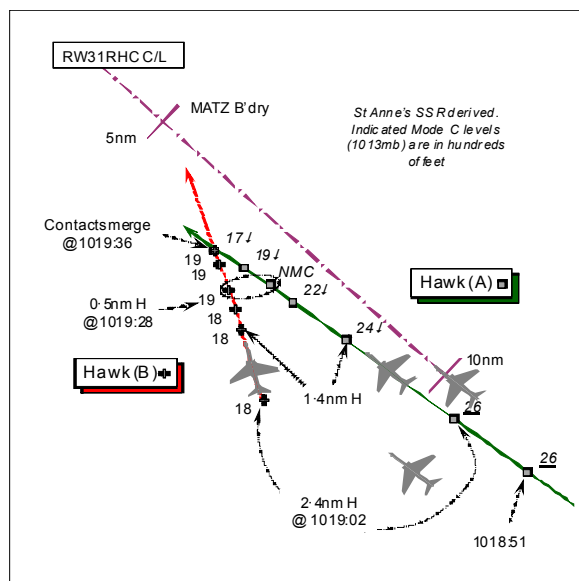 RW31RHC C/L
MATZ B'dry
5nm
St Anne's SSR derived.
Indicated Mode C levels
(1013mb) are in hundreds
of feet
Contacts merge
@1019:36
17↓
19↓
NMC
19
19
22↓
Hawk (A)
0·5nm H
@1019:28
19
18
24↓
18
10nm
Hawk (B)
1·4nm H
18
26
2·4nm H
@ 1019:02
26
1018:51